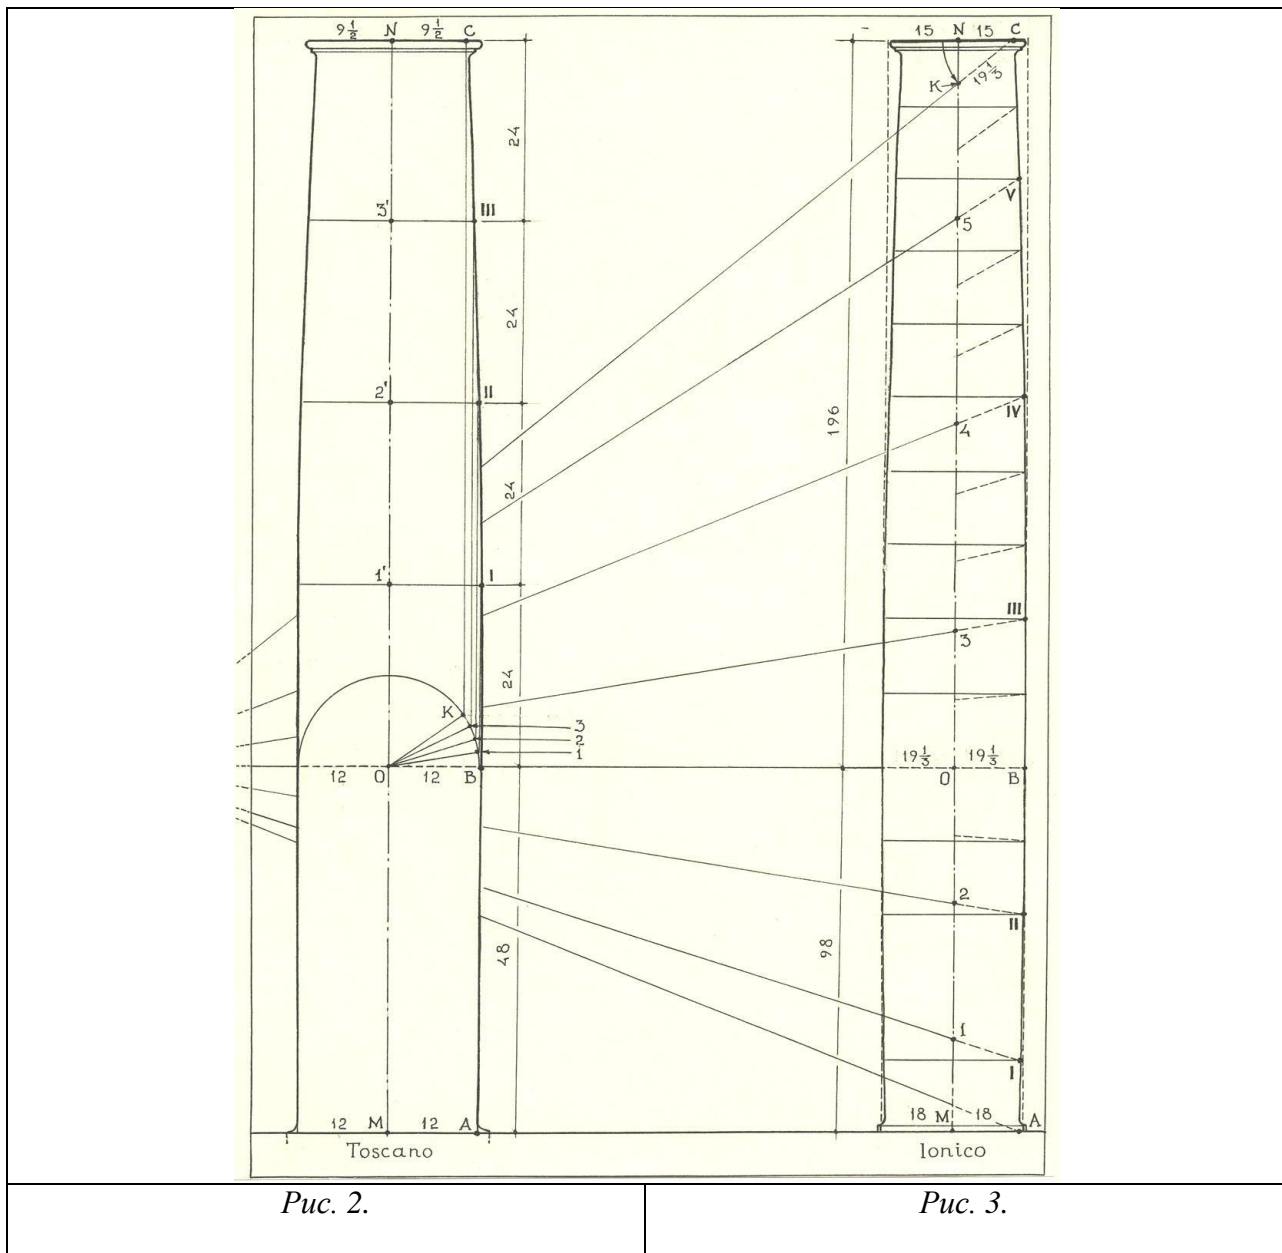 9 1/2 N 9 1/2 C
15 N 15 C
K
19 1/3
24
V
3' III
5
24
196
2' II
IV
4
24
1' I
III
3
24
K
3
2
1
12 O 12 B
19 1/3 19 1/3
O B
2
II
48
98
1
I
12 M 12 A
18 M 18 A
Toscano
Ionico
Рис. 2.
Рис. 3.